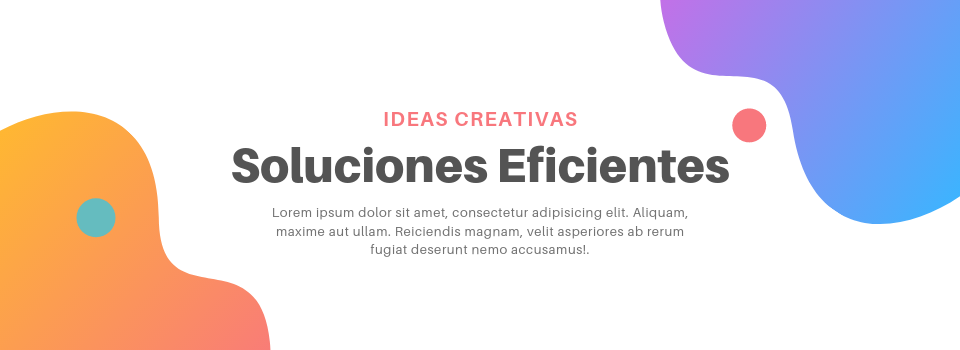 IDEAS CREATIVAS
Soluciones Eficientes
Lorem ipsum dolor sit amet, consectetur adipisicing elit. Aliquam,
maxime aut ullam. Reiciendis magnam, velit asperiores ab rerum
fugiat deserunt nemo accusamus!.